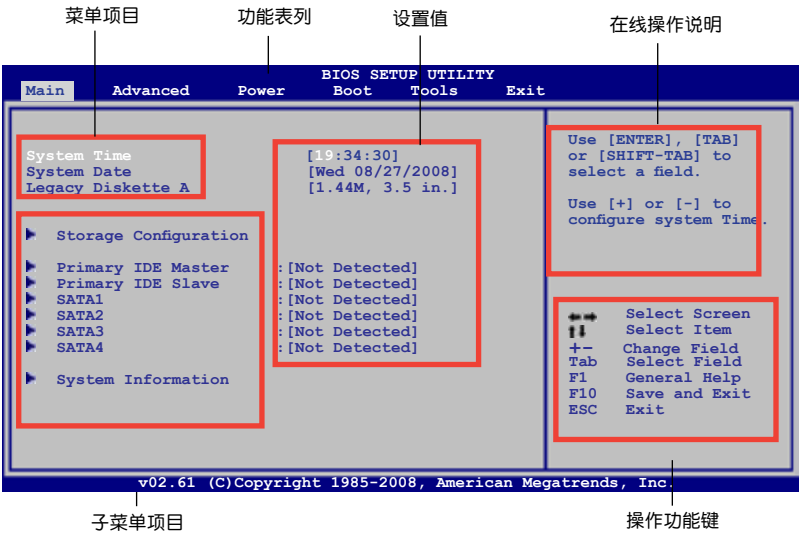 菜单项目 功能表列 设置值 在线操作说明
BIOS SETUP UTILITY
Main Advanced Power Boot Tools Exit
System Time [19:34:30]
System Date [Wed 08/27/2008]
Legacy Diskette A [1.44M, 3.5 in.]
Storage Configuration
Primary IDE Master :[Not Detected]
Primary IDE Slave :[Not Detected]
SATA1 :[Not Detected]
SATA2 :[Not Detected]
SATA3 :[Not Detected]
SATA4 :[Not Detected]
System Information
Use [ENTER], [TAB]
or [SHIFT-TAB] to
select a field.
Use [+] or [-] to
configure system Time.
Select Screen
Select Item
+- Change Field
Tab Select Field
F1 General Help
F10 Save and Exit
ESC Exit
v02.61 (C)Copyright 1985-2008, American Megatrends, Inc.
子菜单项目 操作功能键